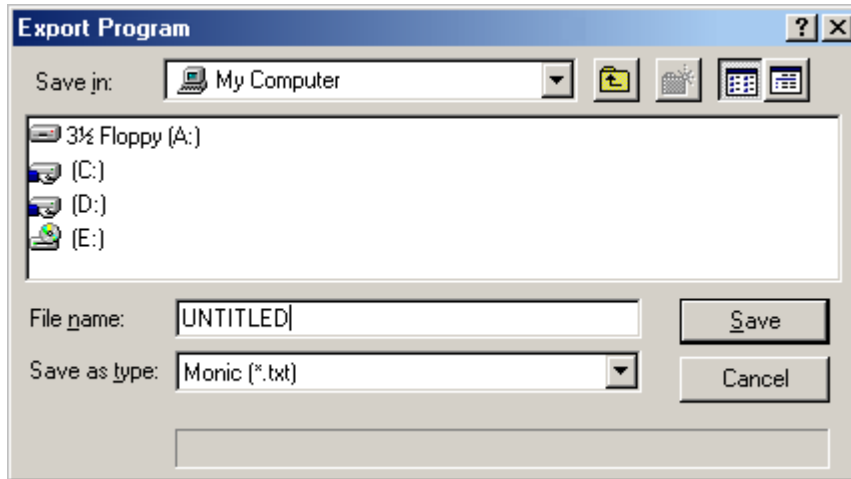 Export Program
Save in: My Computer
3½ Floppy (A:)
(C:)
(D:)
(E:)
File name: UNTITLED Save
Save as type: Monic (*.txt) Cancel